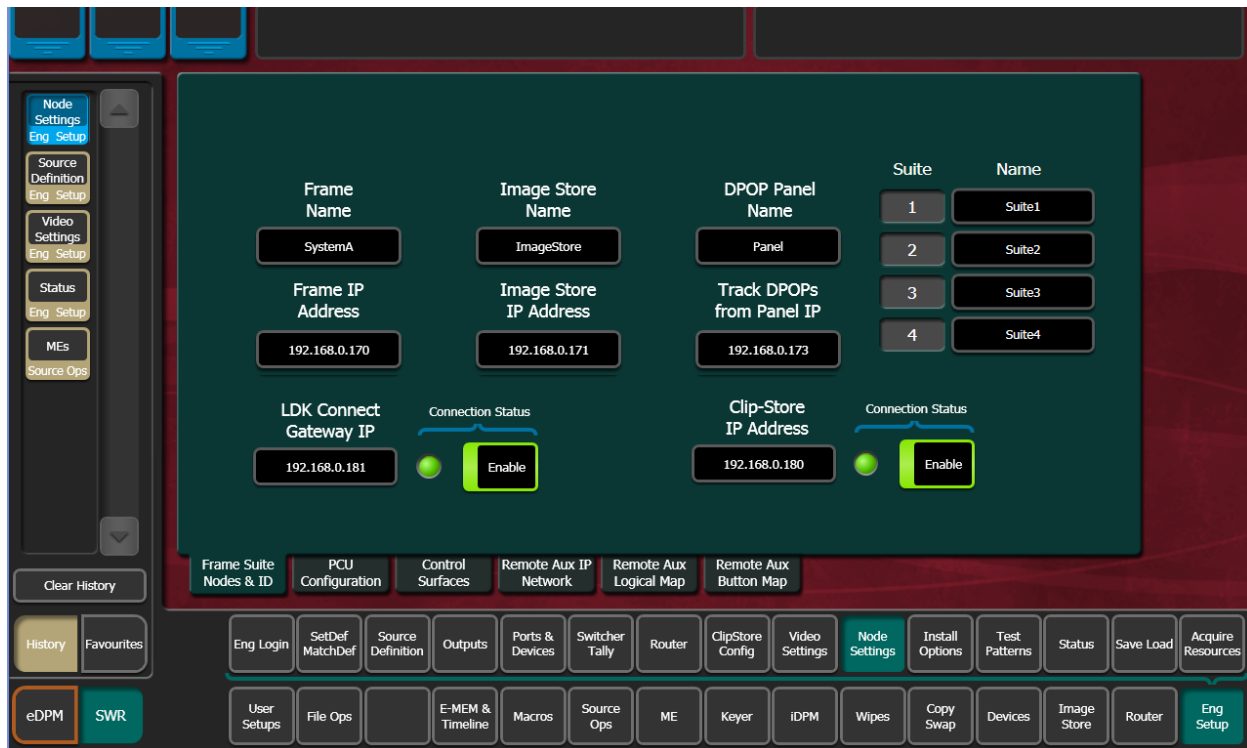 Node
Settings
Eng Setup
Source
Definition
Eng Setup
Video
Settings
Eng Setup
Status
Eng Setup
MEs
Source Ops
Clear History
History
Favourites
eDPM
SWR
Frame
Name
SystemA
Image Store
Name
ImageStore
DPOP Panel
Name
Panel
Suite
Name
1
Suite1
2
Suite2
3
Suite3
4
Suite4
Frame IP
Address
192.168.0.170
Image Store
IP Address
192.168.0.171
Track DPOPs
from Panel IP
192.168.0.173
LDK Connect
Gateway IP
192.168.0.181
Connection Status
Enable
Clip-Store
IP Address
192.168.0.180
Connection Status
Enable
Frame Suite
Nodes & ID
PCU
Configuration
Control
Surfaces
Remote Aux IP
Network
Remote Aux
Logical Map
Remote Aux
Button Map
Eng Login
SetDef
MatchDef
Source
Definition
Outputs
Ports &
Devices
Switcher
Tally
Router
ClipStore
Config
Video
Settings
Node
Settings
Install
Options
Test
Patterns
Status
Save Load
Acquire
Resources
User
Setups
File Ops
E-MEM &
Timeline
Macros
Source
Ops
ME
Keyer
iDPM
Wipes
Copy
Swap
Devices
Image
Store
Router
Eng
Setup